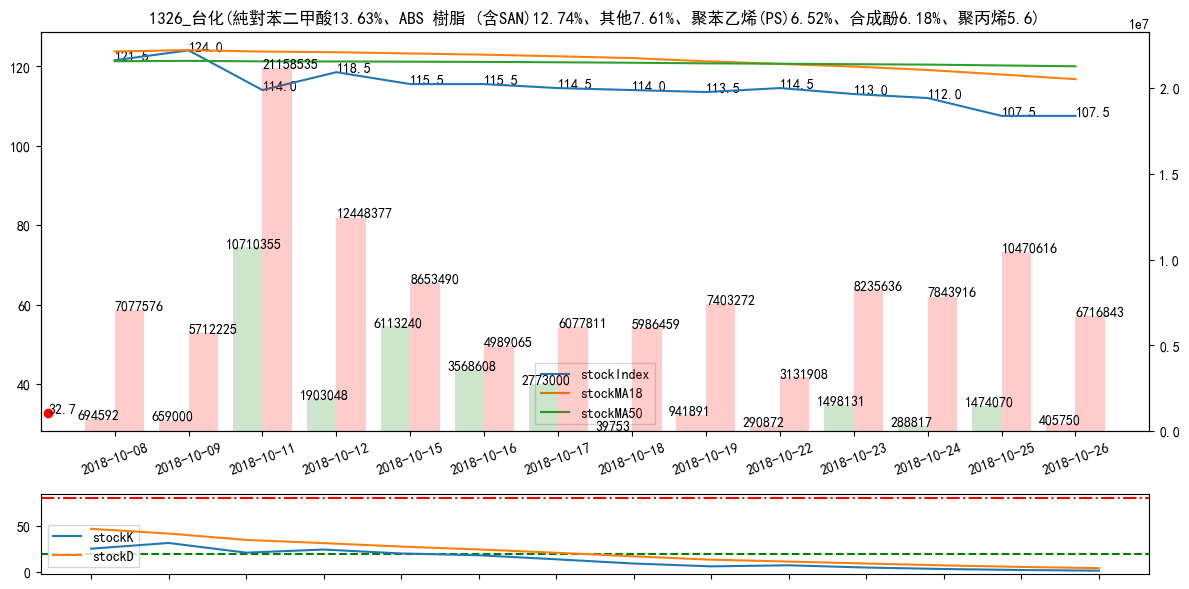 1326_台化(純對苯二甲酸13.63%、ABS 樹脂 (含SAN)12.74%、其他7.61%、聚苯乙烯(PS)6.52%、合成酚6.18%、聚丙烯5.6)
1e7
121.5 124.0 114.0 118.5 115.5 115.5 114.5 114.0 113.5 114.5 113.0 112.0 107.5 107.5
120
100
80
60
40
2.0
1.5
1.0
0.5
0.0
7077576 5712225 21158535 12448377 8653490 4989065 6077811 5986459 7403272 3131908 8235636 7843916 10470616 6716843
694592 659000 10710355 1903048 6113240 3568608 2773000 39753 941891 290872 1498131 288817 1474070 405750
32.7
stockIndex
stockMA18
stockMA50
2018-10-08 2018-10-09 2018-10-11 2018-10-12 2018-10-15 2018-10-16 2018-10-17 2018-10-18 2018-10-19 2018-10-22 2018-10-23 2018-10-24 2018-10-25 2018-10-26
50
0
stockK
stockD